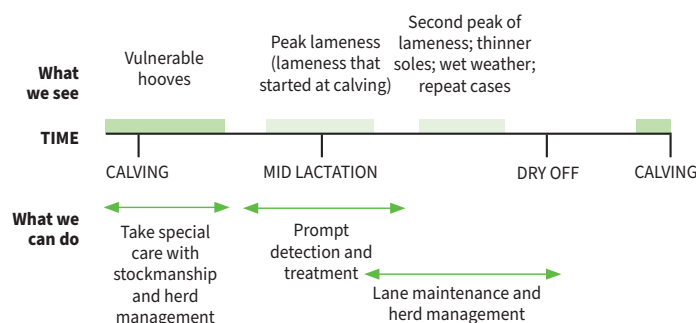 What
we see
Vulnerable
hooves
Peak lameness
(lameness that
started at calving)
Second peak of
lameness; thinner
soles; wet weather;
repeat cases
TIME
CALVING
MID LACTATION
DRY OFF
CALVING
What we
can do
Take special
care with
stockmanship
and herd
management
Prompt
detection and
treatment
Lane maintenance and
herd management